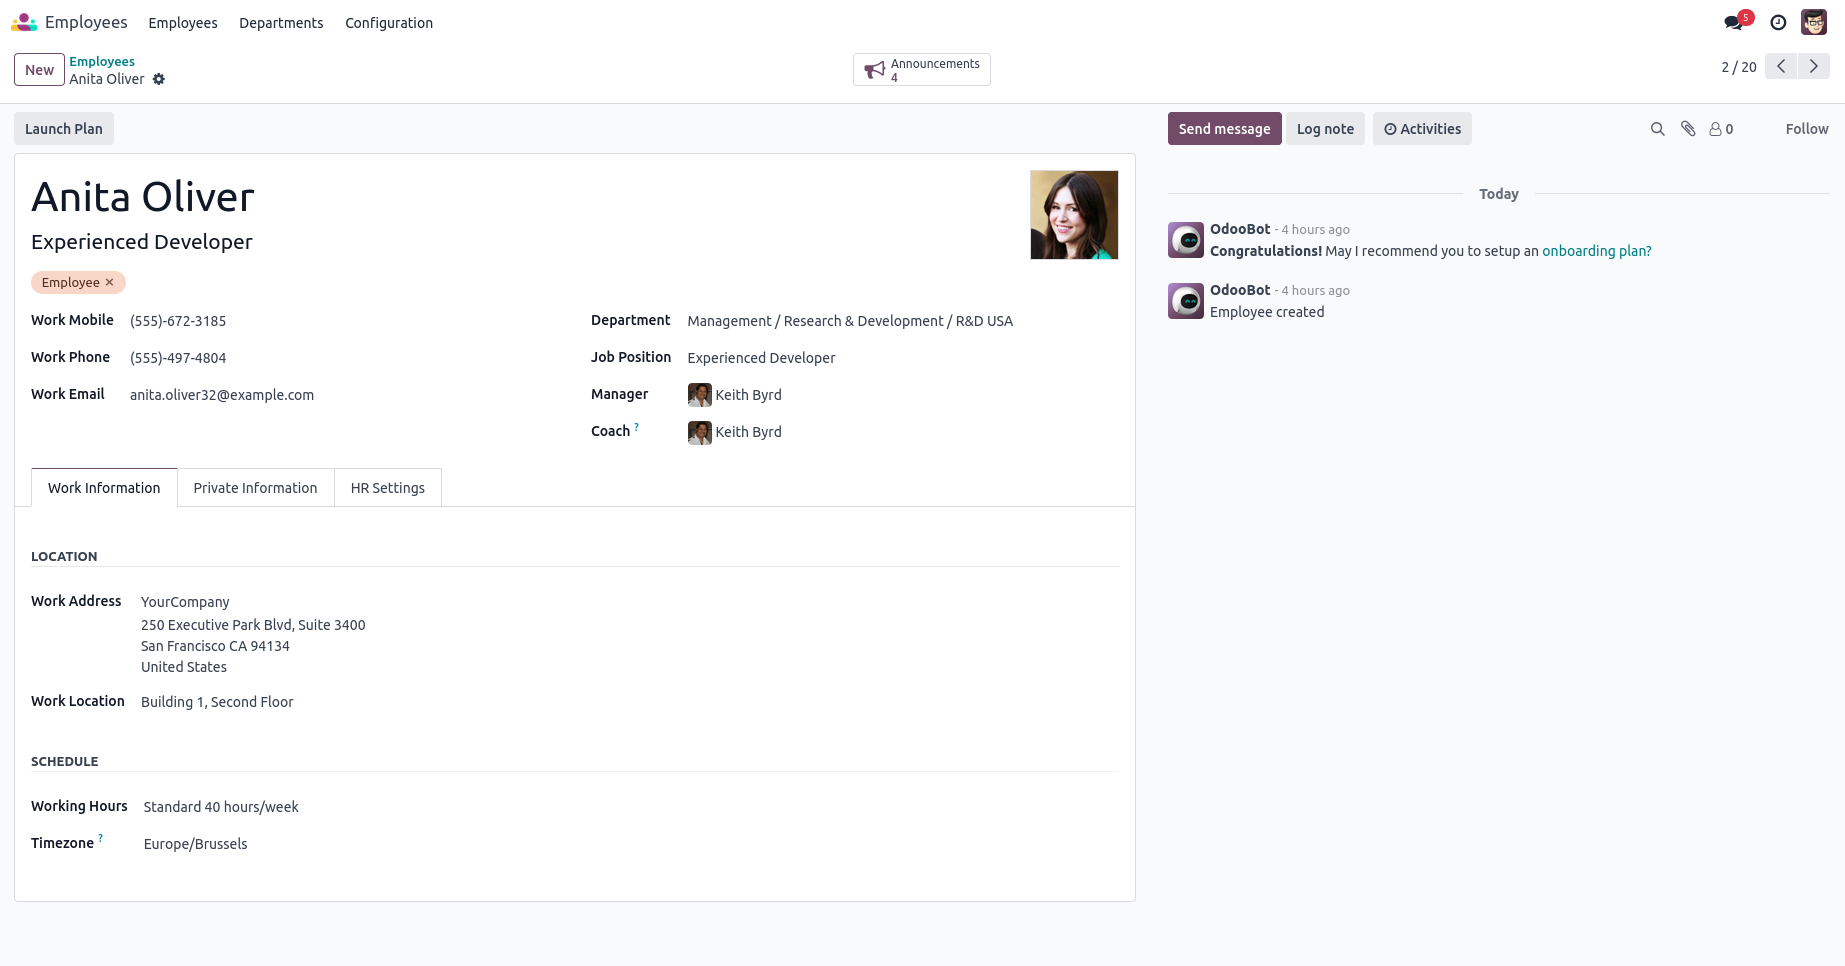 Employees Employees Departments Configuration 5
New Employees Announcements 2 / 20
Anita Oliver 4
Launch Plan Send message Log note Activities 0 Follow
Anita Oliver
Experienced Developer
Employee ×
Work Mobile (555)-672-3185 Department Management / Research & Development / R&D USA
Work Phone (555)-497-4804 Job Position Experienced Developer
Work Email anita.oliver32@example.com Manager Keith Byrd
Coach ? Keith Byrd
Work Information Private Information HR Settings
LOCATION
Work Address YourCompany
250 Executive Park Blvd, Suite 3400
San Francisco CA 94134
United States
Work Location Building 1, Second Floor
SCHEDULE
Working Hours Standard 40 hours/week
Timezone ? Europe/Brussels
Today
OdooBot - 4 hours ago
Congratulations! May I recommend you to setup an onboarding plan?
OdooBot - 4 hours ago
Employee created